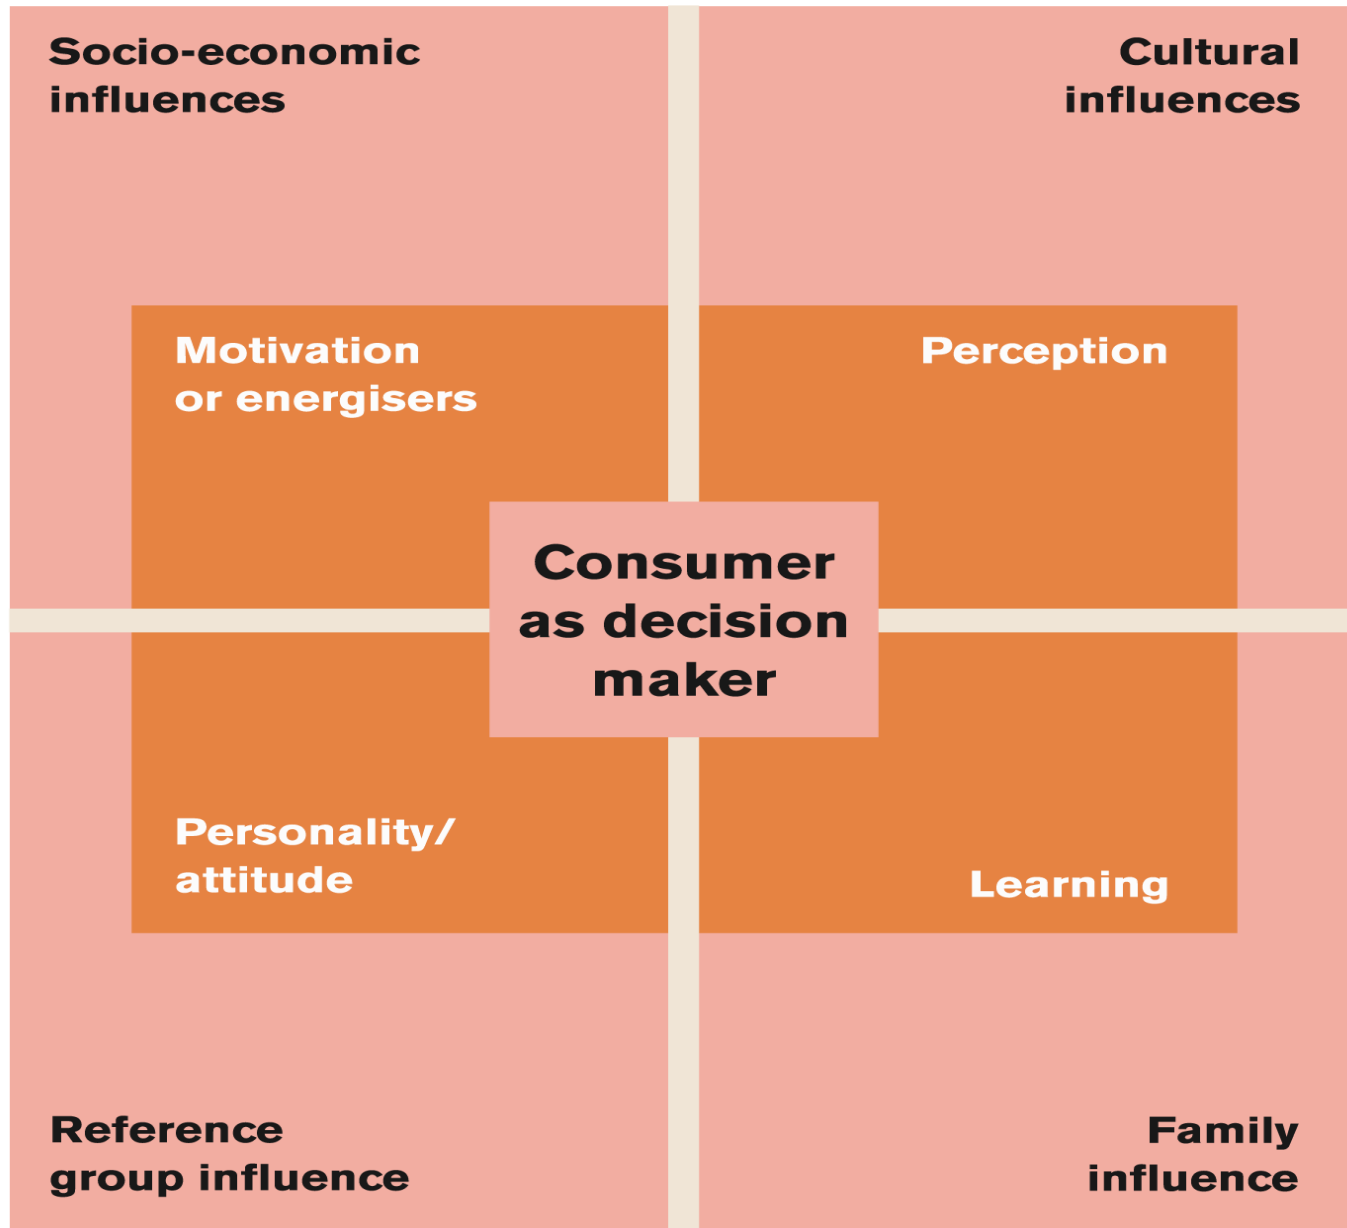 Socio-economic
influences
Cultural
influences
Motivation
or energisers
Perception
Consumer
as decision
maker
Personality/
attitude
Learning
Reference
group influence
Family
influence